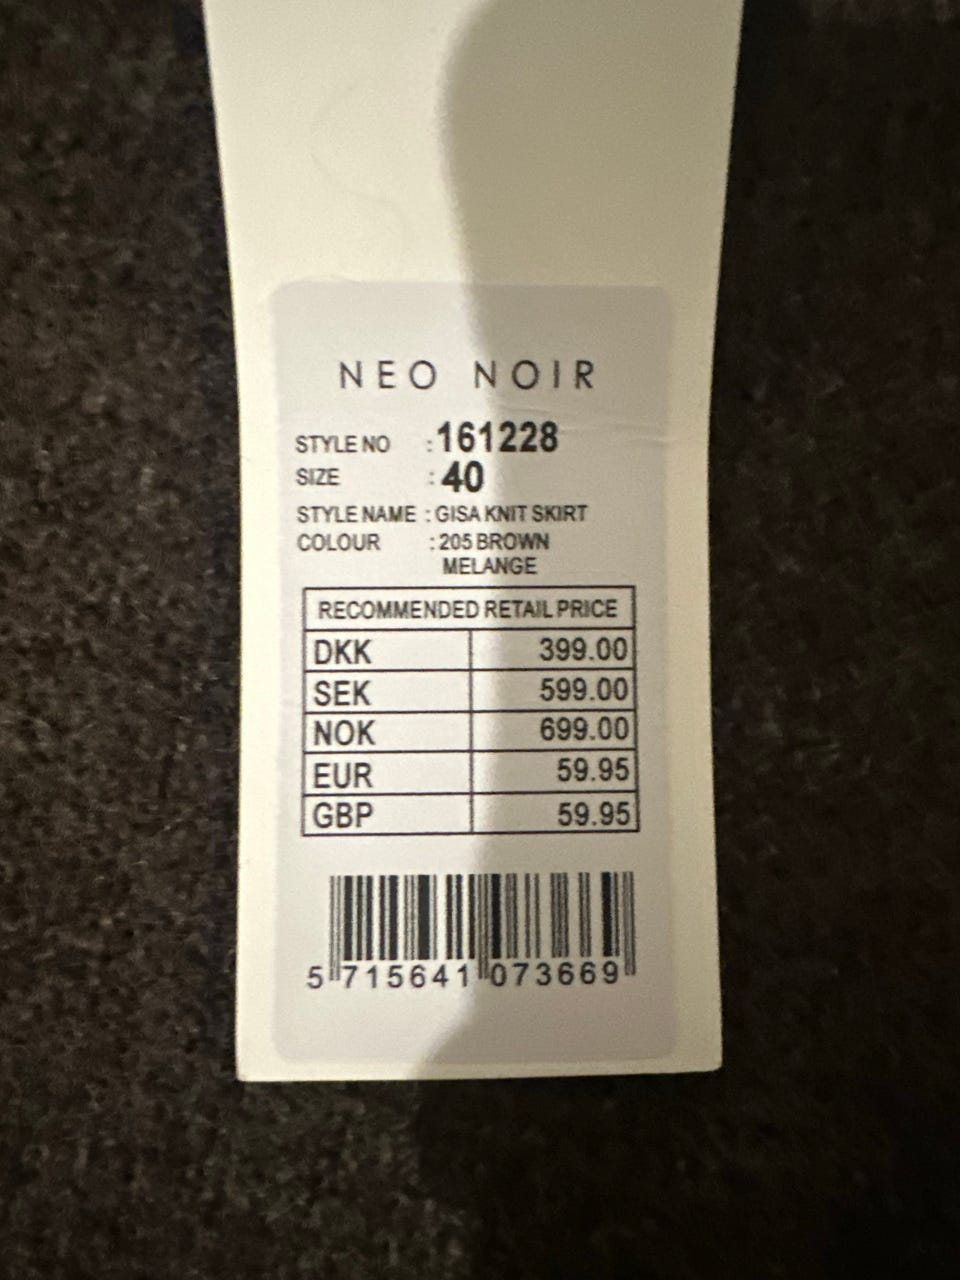 NEO NOIR
STYLE NO : 161228
SIZE : 40
STYLE NAME : GISA KNIT SKIRT
COLOUR : 205 BROWN
MELANGE
RECOMMENDED RETAIL PRICE
DKK 399.00
SEK 599.00
NOK 699.00
EUR 59.95
GBP 59.95
5 715641 073669